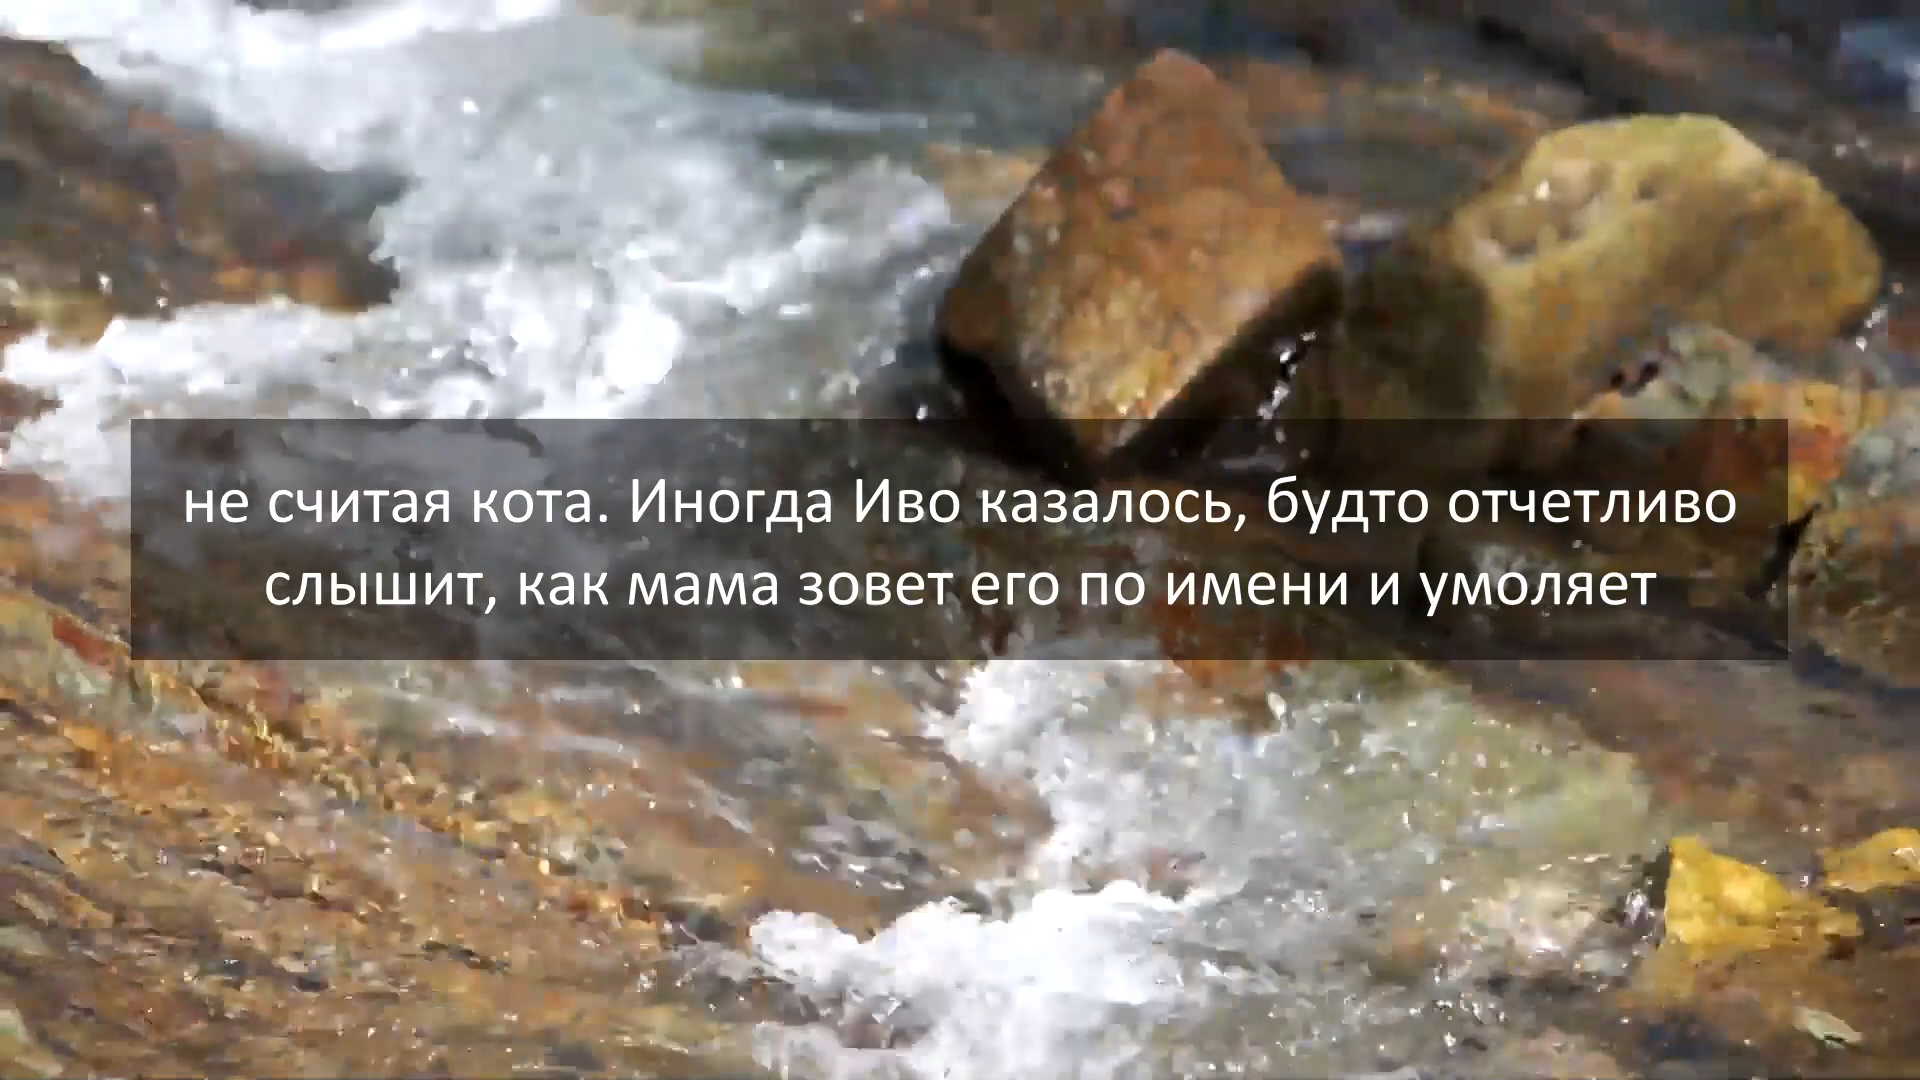 не считая кота. Иногда Иво казалось, будто отчетливо
слышит, как мама зовет его по имени и умоляет